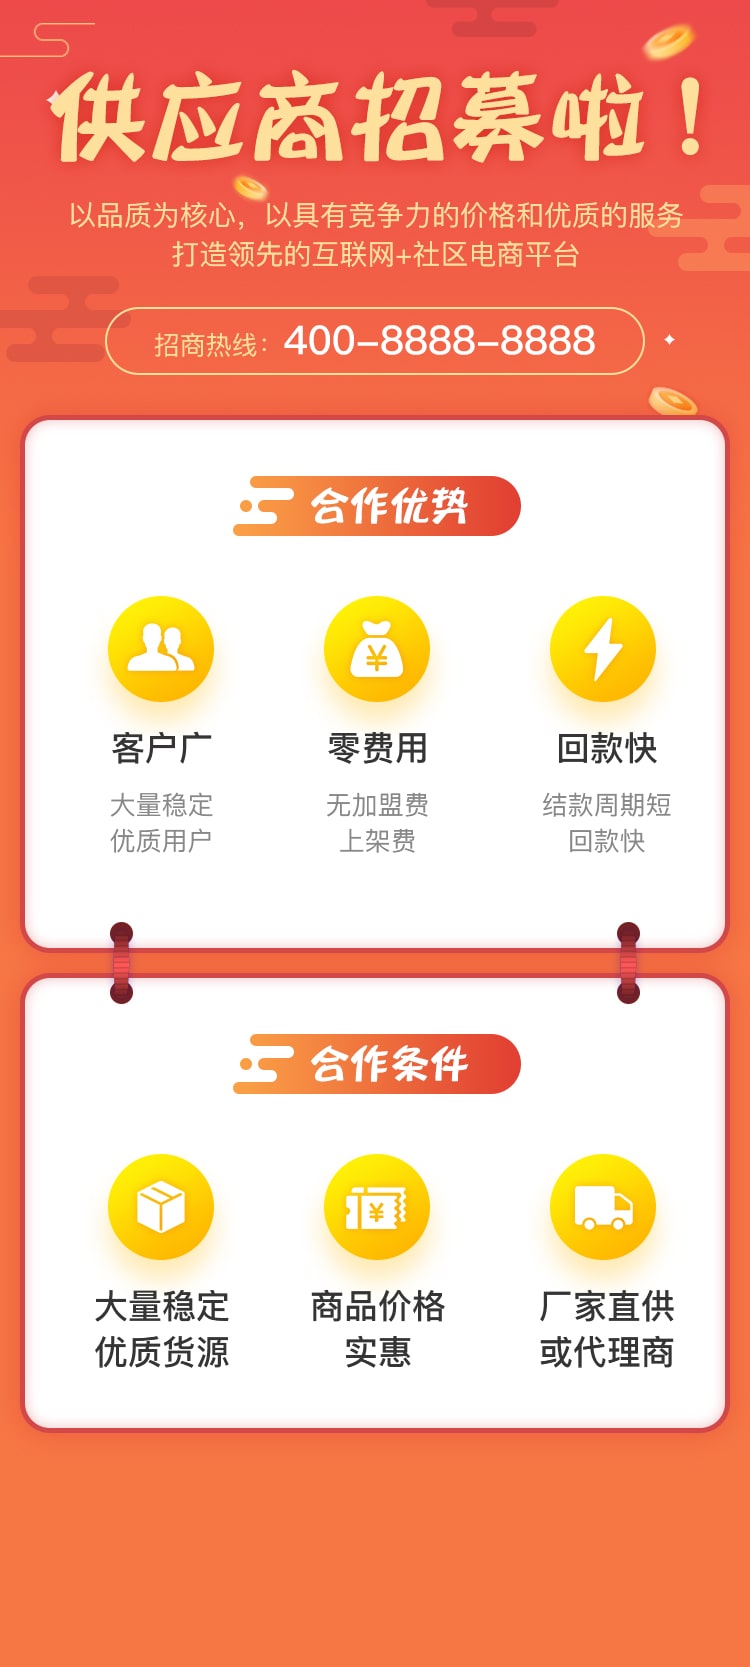 供应商招募啦！
以品质为核心，以具有竞争力的价格和优质的服务
打造领先的互联网+社区电商平台
招商热线：400-8888-8888
合作优势
客户广
大量稳定
优质用户
零费用
无加盟费
上架费
回款快
结款周期短
回款快
合作条件
大量稳定
优质货源
商品价格
实惠
厂家直供
或代理商